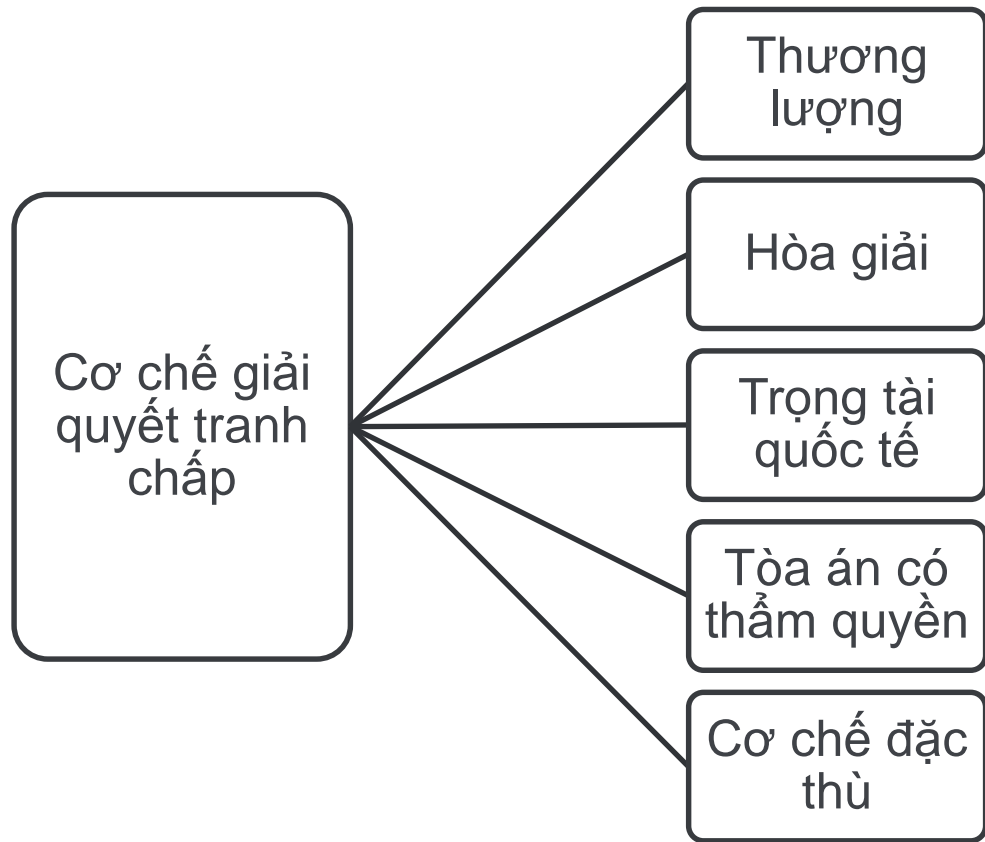 Cơ chế giải
quyết tranh
chấp
Thương
lượng
Hòa giải
Trọng tài
quốc tế
Tòa án có
thẩm quyền
Cơ chế đặc
thù